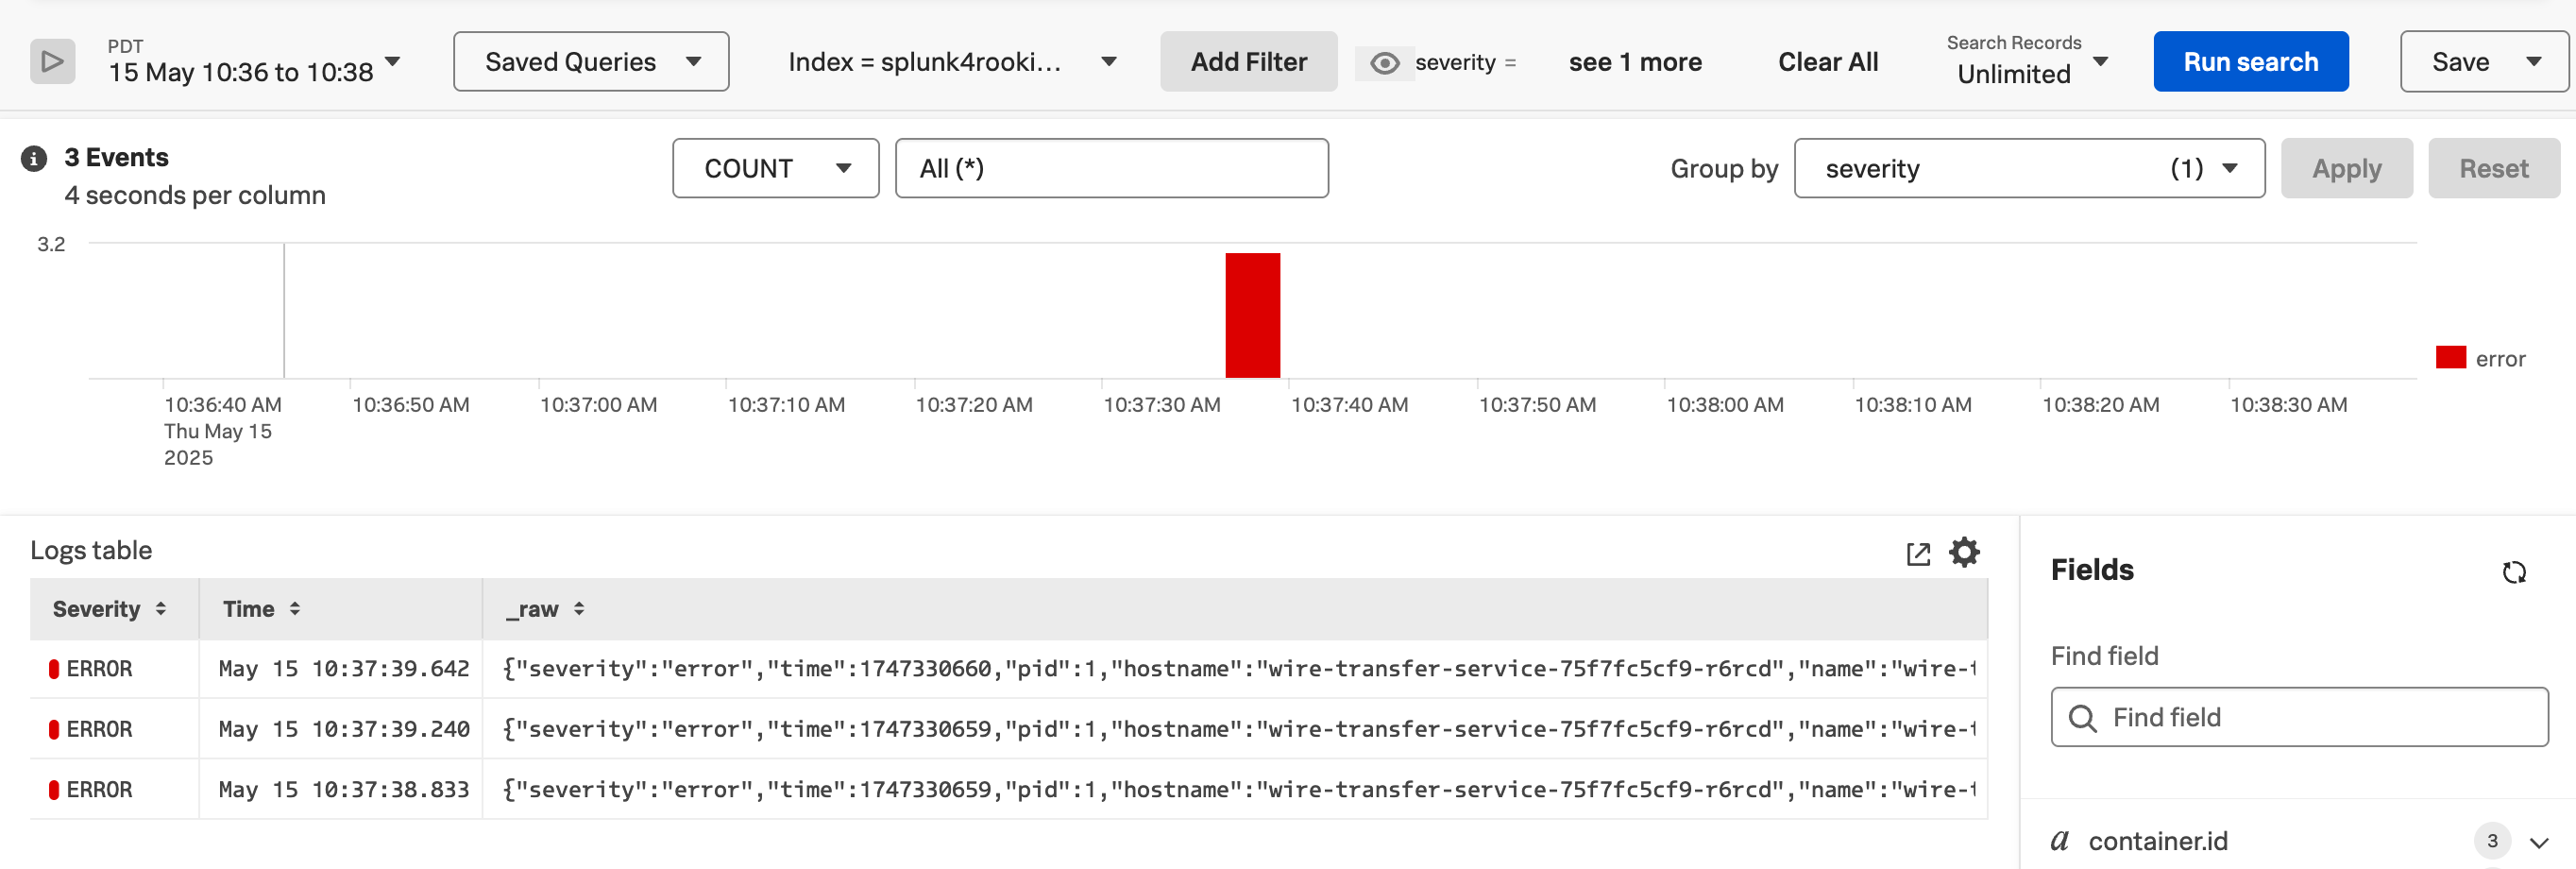 PDT
15 May 10:36 to 10:38
Saved Queries
Index = splunk4rooki...
Add Filter
severity =
see 1 more
Clear All
Search Records
Unlimited
Run search
Save
3 Events
4 seconds per column
COUNT
All (*)
Group by
severity
(1)
Apply
Reset
3.2
error
10:36:40 AM 10:36:50 AM 10:37:00 AM 10:37:10 AM 10:37:20 AM 10:37:30 AM 10:37:40 AM 10:37:50 AM 10:38:00 AM 10:38:10 AM 10:38:20 AM 10:38:30 AM
Thu May 15
2025
Logs table
Severity Time _raw
ERROR May 15 10:37:39.642 {"severity":"error","time":1747330660,"pid":1,"hostname":"wire-transfer-service-75f7fc5cf9-r6rcd","name":"wire-t
ERROR May 15 10:37:39.240 {"severity":"error","time":1747330659,"pid":1,"hostname":"wire-transfer-service-75f7fc5cf9-r6rcd","name":"wire-t
ERROR May 15 10:37:38.833 {"severity":"error","time":1747330659,"pid":1,"hostname":"wire-transfer-service-75f7fc5cf9-r6rcd","name":"wire-t
Fields
Find field
Find field
a container.id 3